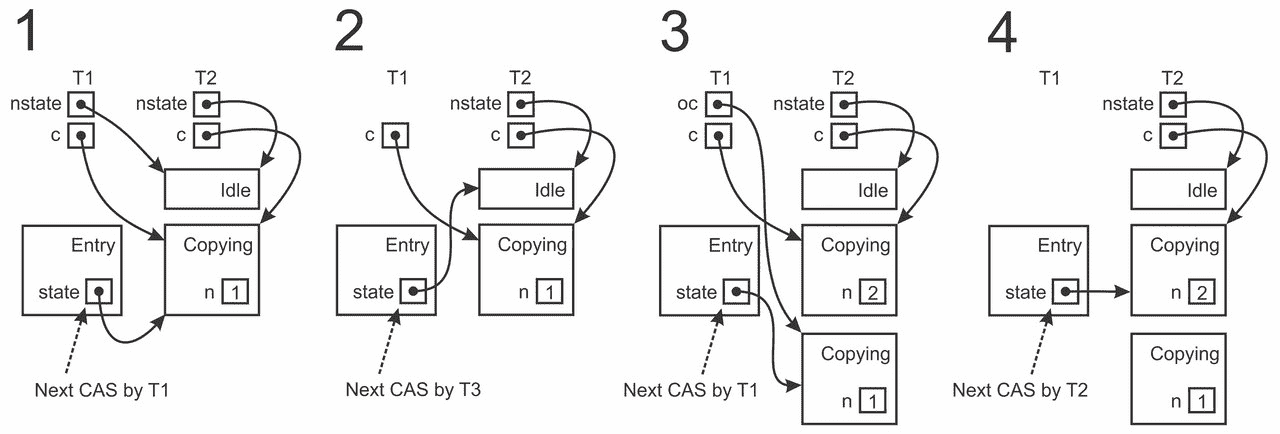 1
T1 T2
nstate nstate
c c
Idle
Entry Copying
state n 1
Next CAS by T1
2
T1 T2
nstate
c c
Idle
Entry Copying
state n 1
Next CAS by T3
3
T1 T2
oc nstate
c c
Idle
Entry Copying
state n 2
Copying
Next CAS by T1
n 1
4
T1 T2
nstate
c
Idle
Entry Copying
state n 2
Copying
Next CAS by T2
n 1